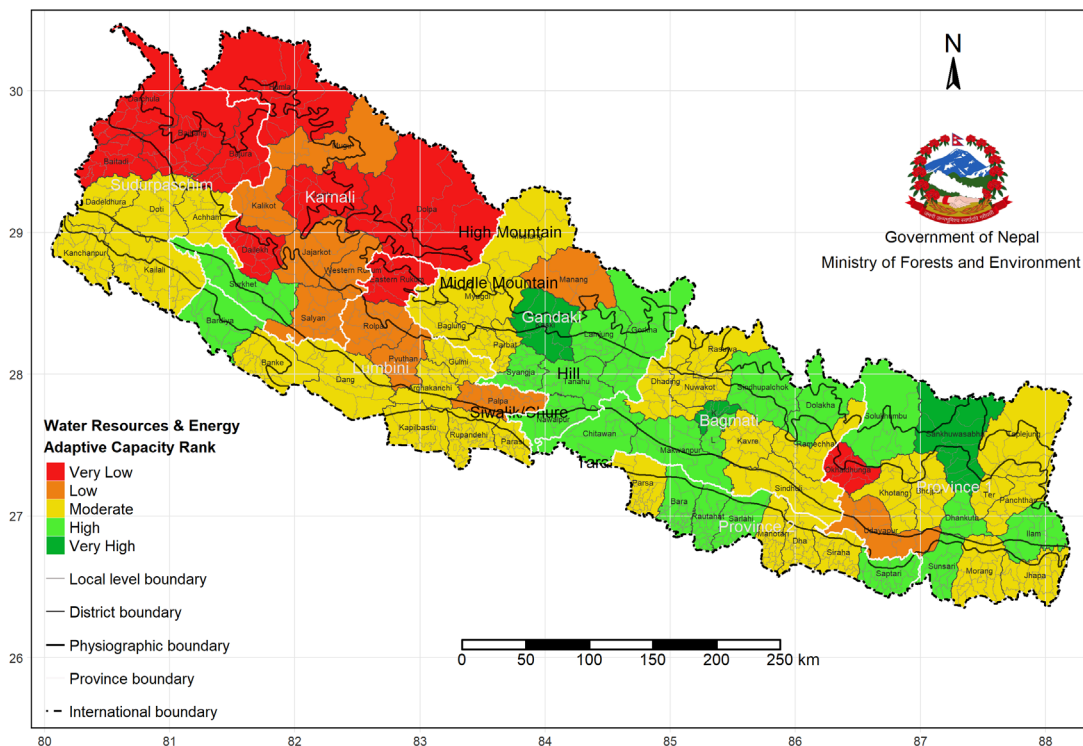 N
Government of Nepal
Ministry of Forests and Environment
30
29
28
27
26
80
81
82
83
84
85
86
87
88
Sudurpaschim
Karnali
Lumbini
Gandaki
Bagmati
Province 1
Province 2
High Mountain
Middle Mountain
Hill
Siwalik/Chure
Tarai
Darchula
Bajhang
Bajura
Baitadi
Dadeldhura
Doti
Achham
Kanchanpur
Kailali
Humla
Mugu
Kalikot
Dolpa
Dailekh
Jajarkot
Western Rukum
Eastern Rukum
Surkhet
Salyan
Bardiya
Rolpa
Pyuthan
Banke
Dang
Gulmi
Arghakhanchi
Palpa
Kapilbastu
Rupandehi
Parasi
Manang
Myagdi
Baglung
Parbat
Kaski
Lamjung
Gorkha
Syangja
Tanahu
Nawalpur
Chitawan
Makwanpur
Dhading
Nuwakot
Rasuwa
Sindhupalchok
Dolakha
Ramechhap
Kavre
Sindhuli
L
Parsa
Bara
Rautahat
Sarlahi
Dha
Siraha
Saptari
Solukhumbu
Okhaldhunga
Khotang
Udayapur
Sankhuwasabha
Taplejung
Ter
Panchthar
Dhankuta
Ilam
Sunsari
Morang
Jhapa
Water Resources & Energy
Adaptive Capacity Rank
Very Low
Low
Moderate
High
Very High
Local level boundary
District boundary
Physiographic boundary
Province boundary
International boundary
0 50 100 150 200 250 km